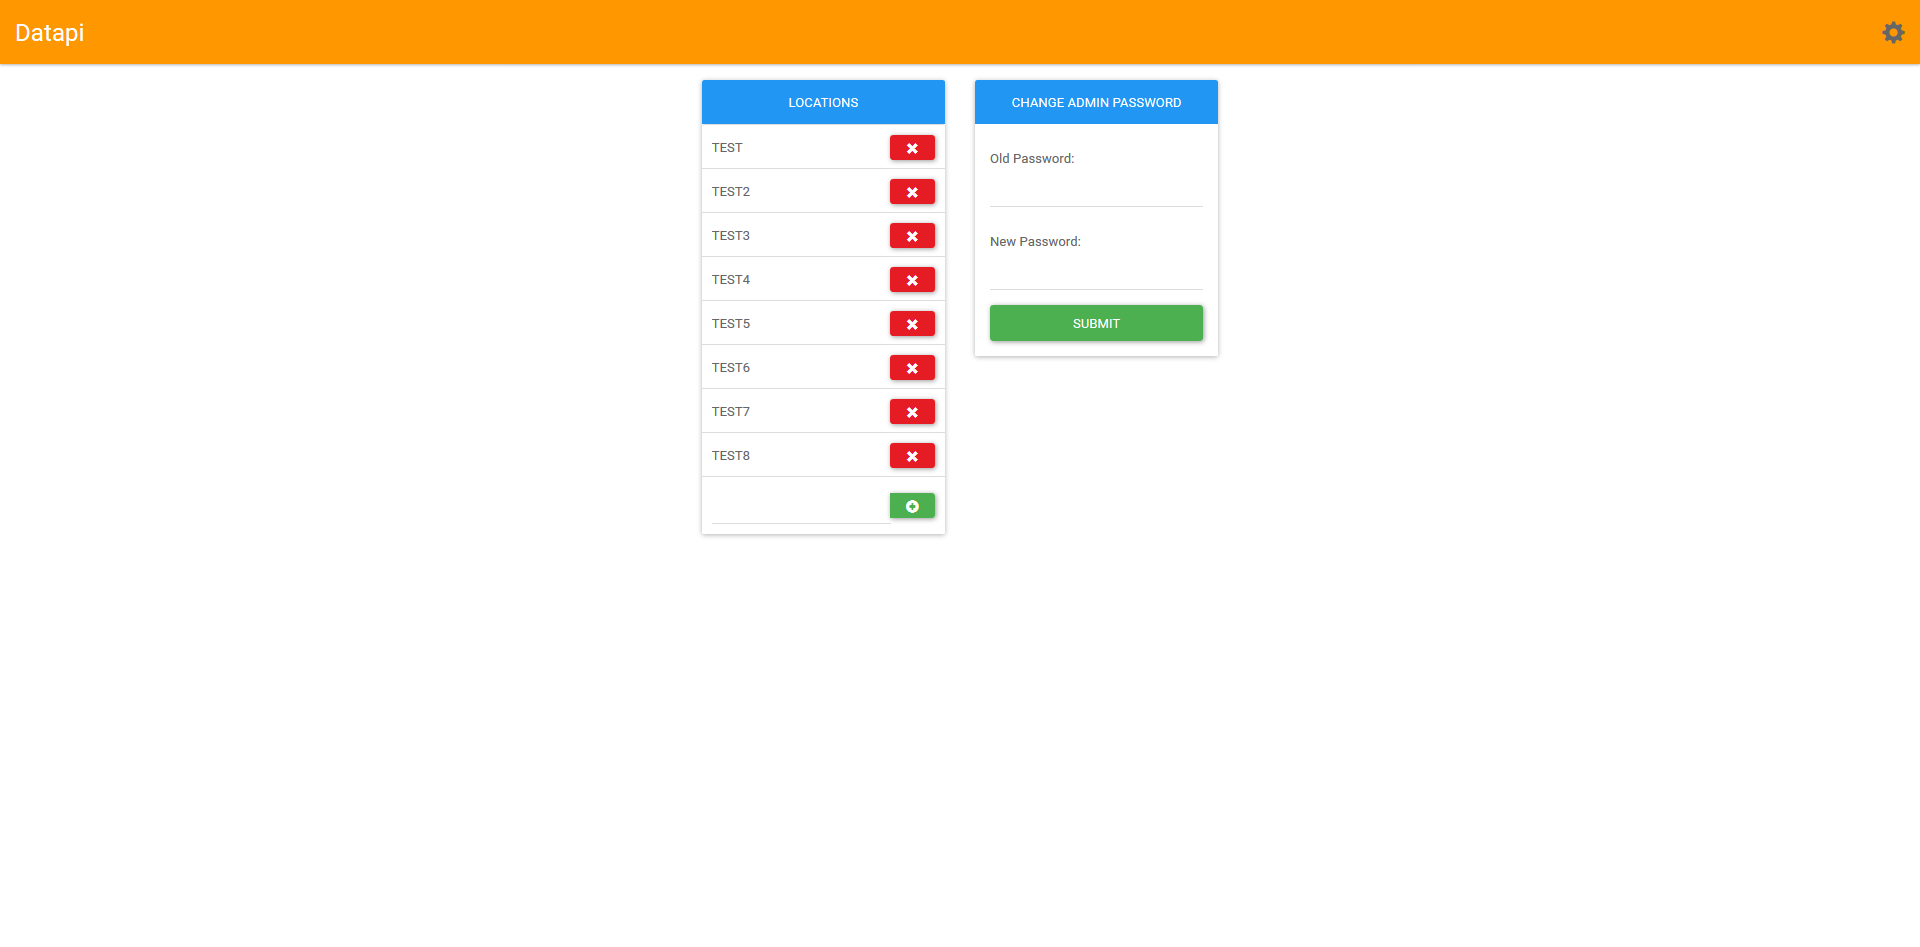 Datapi
LOCATIONS
TEST
TEST2
TEST3
TEST4
TEST5
TEST6
TEST7
TEST8
CHANGE ADMIN PASSWORD
Old Password:
New Password:
SUBMIT